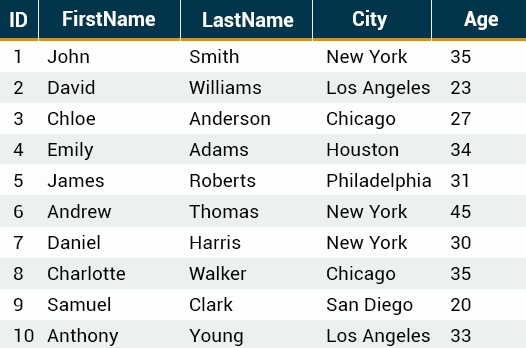 ID FirstName LastName City Age
1 John Smith New York 35
2 David Williams Los Angeles 23
3 Chloe Anderson Chicago 27
4 Emily Adams Houston 34
5 James Roberts Philadelphia 31
6 Andrew Thomas New York 45
7 Daniel Harris New York 30
8 Charlotte Walker Chicago 35
9 Samuel Clark San Diego 20
10 Anthony Young Los Angeles 33